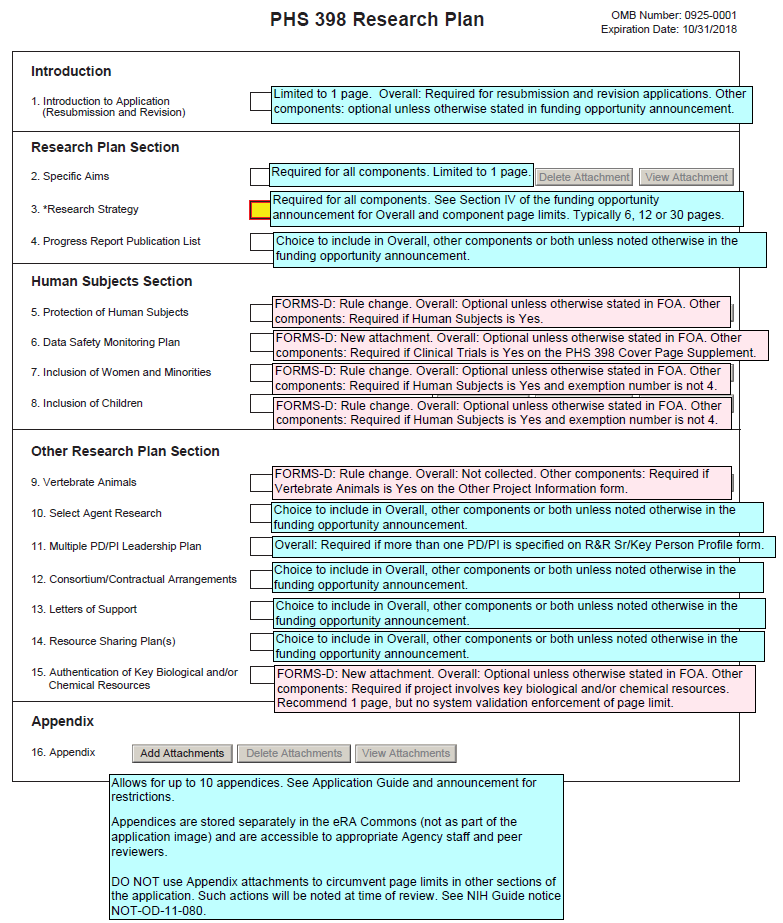 PHS 398 Research Plan
OMB Number: 0925-0001
Expiration Date: 10/31/2018
Introduction
1. Introduction to Application
(Resubmission and Revision)
Limited to 1 page.  Overall: Required for resubmission and revision applications. Other
components: optional unless otherwise stated in funding opportunity announcement.
Research Plan Section
2. Specific Aims
Required for all components. Limited to 1 page.
Delete Attachment
View Attachment
3. *Research Strategy
Required for all components. See Section IV of the funding opportunity
announcement for Overall and component page limits. Typically 6, 12 or 30 pages.
4. Progress Report Publication List
Choice to include in Overall, other components or both unless noted otherwise in the
funding opportunity announcement.
Human Subjects Section
5. Protection of Human Subjects
FORMS-D: Rule change. Overall: Optional unless otherwise stated in FOA. Other
components: Required if Human Subjects is Yes.
6. Data Safety Monitoring Plan
FORMS-D: New attachment. Overall: Optional unless otherwise stated in FOA. Other
components: Required if Clinical Trials is Yes on the PHS 398 Cover Page Supplement.
7. Inclusion of Women and Minorities
FORMS-D: Rule change. Overall: Optional unless otherwise stated in FOA. Other
components: Required if Human Subjects is Yes and exemption number is not 4.
8. Inclusion of Children
FORMS-D: Rule change. Overall: Optional unless otherwise stated in FOA. Other
components: Required if Human Subjects is Yes and exemption number is not 4.
Other Research Plan Section
9. Vertebrate Animals
FORMS-D: Rule change. Overall: Not collected. Other components: Required if
Vertebrate Animals is Yes on the Other Project Information form.
10. Select Agent Research
Choice to include in Overall, other components or both unless noted otherwise in the
funding opportunity announcement.
11. Multiple PD/PI Leadership Plan
Overall: Required if more than one PD/PI is specified on R&R Sr/Key Person Profile form.
12. Consortium/Contractual Arrangements
Choice to include in Overall, other components or both unless noted otherwise in the
funding opportunity announcement.
13. Letters of Support
Choice to include in Overall, other components or both unless noted otherwise in the
funding opportunity announcement.
14. Resource Sharing Plan(s)
Choice to include in Overall, other components or both unless noted otherwise in the
funding opportunity announcement.
15. Authentication of Key Biological and/or
Chemical Resources
FORMS-D: New attachment. Overall: Optional unless otherwise stated in FOA. Other
components: Required if project involves key biological and/or chemical resources.
Recommend 1 page, but no system validation enforcement of page limit.
Appendix
16. Appendix
Add Attachments
Delete Attachments
View Attachments
Allows for up to 10 appendices. See Application Guide and announcement for
restrictions.
Appendices are stored separately in the eRA Commons (not as part of the
application image) and are accessible to appropriate Agency staff and peer
reviewers.
DO NOT use Appendix attachments to circumvent page limits in other sections of
the application. Such actions will be noted at time of review. See NIH Guide notice
NOT-OD-11-080.